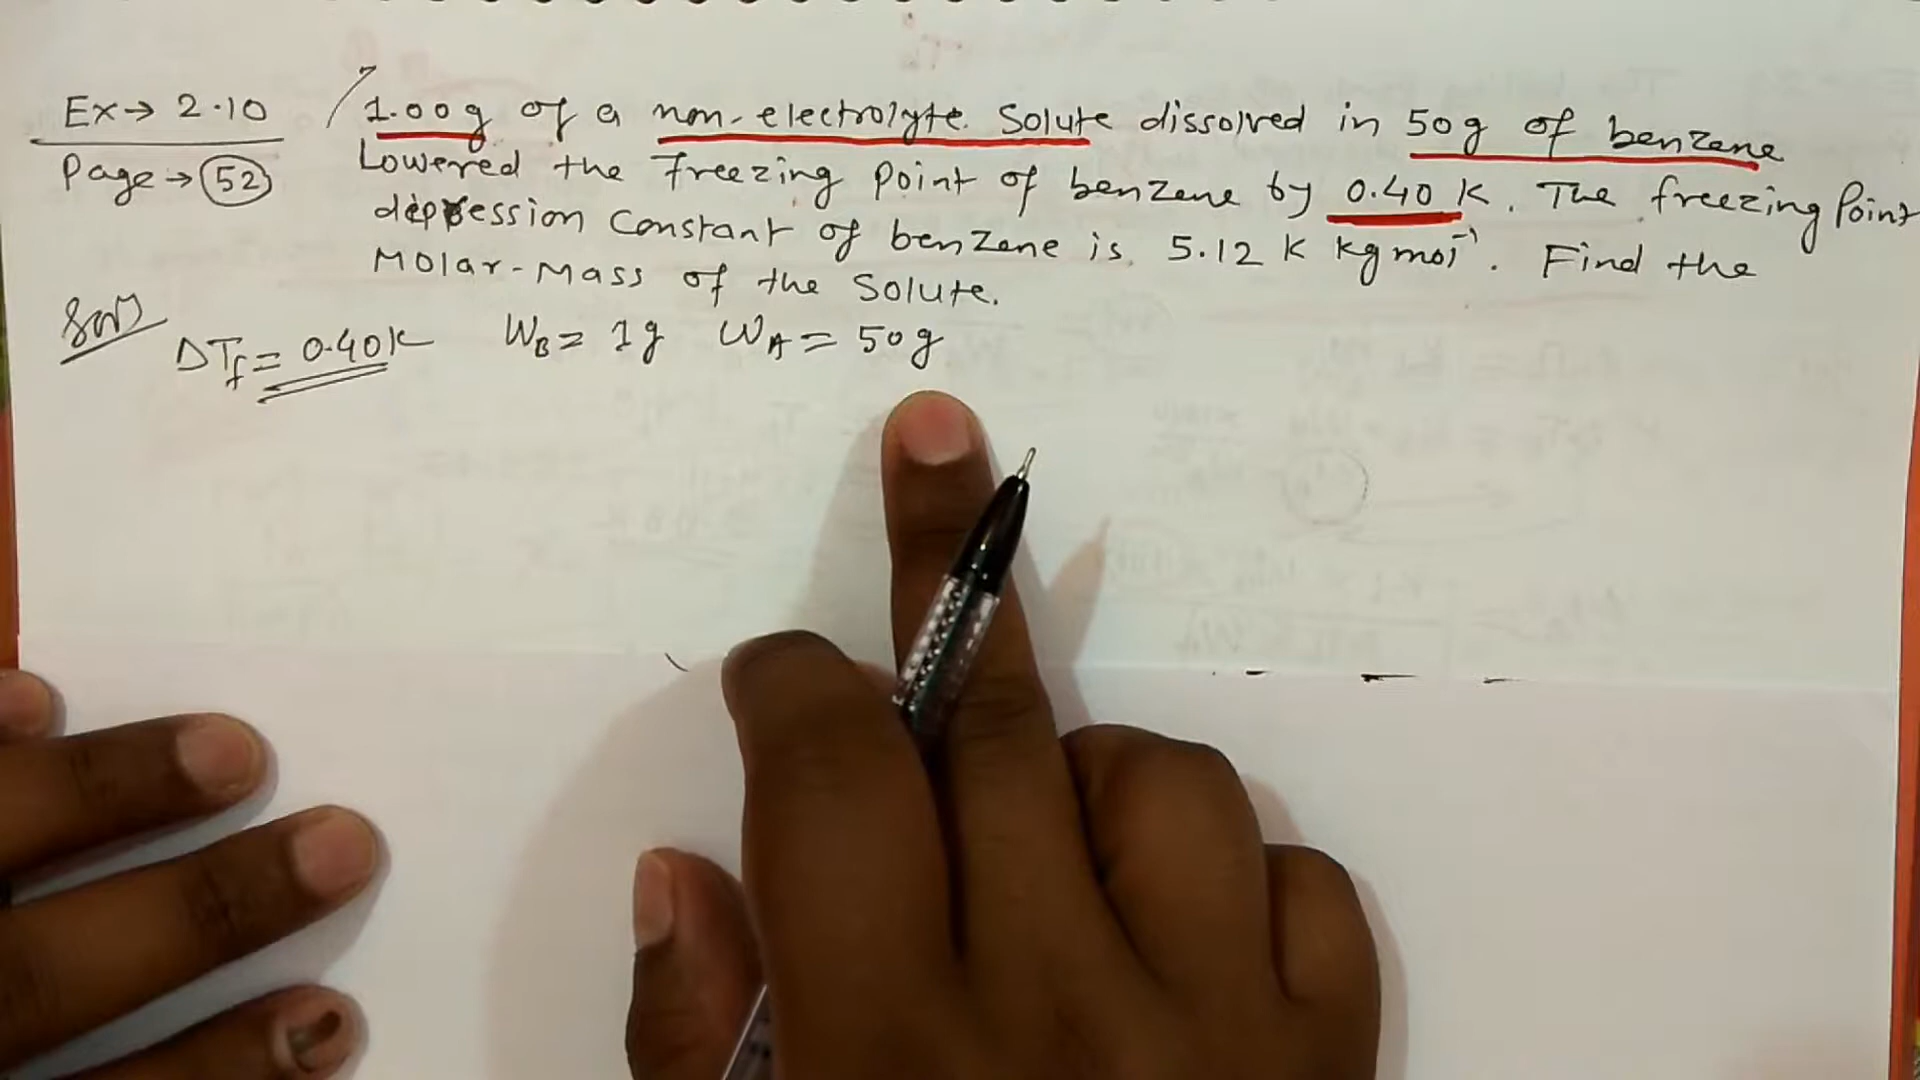 Ex→ 2.10
Page→ 52
1.00g of a non-electrolyte Solute dissolved in 50g of benzene
Lowered the freezing Point of benzene by 0.40 K. The freezing Point
depression Constant of benzene is 5.12 K Kg mol⁻¹. Find the
Molar-Mass of the Solute.
Solⁿ
ΔTf = 0.40K WB = 1g WA = 50g